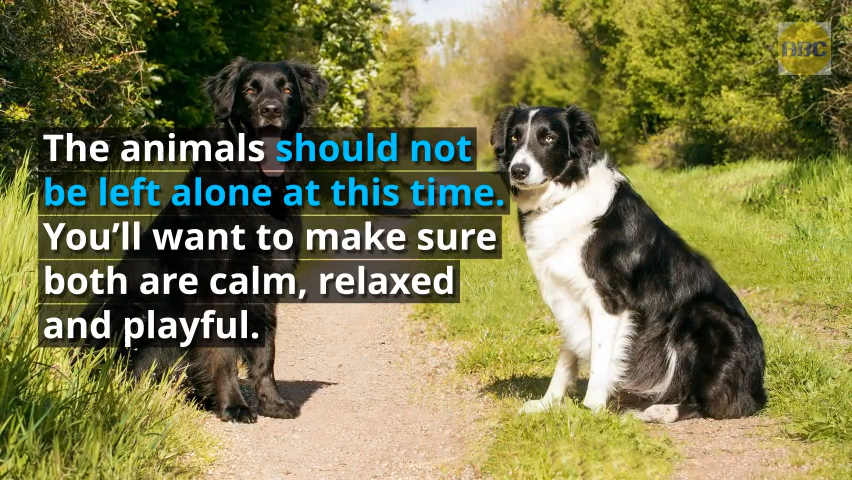 The animals should not
be left alone at this time.
You’ll want to make sure
both are calm, relaxed
and playful.